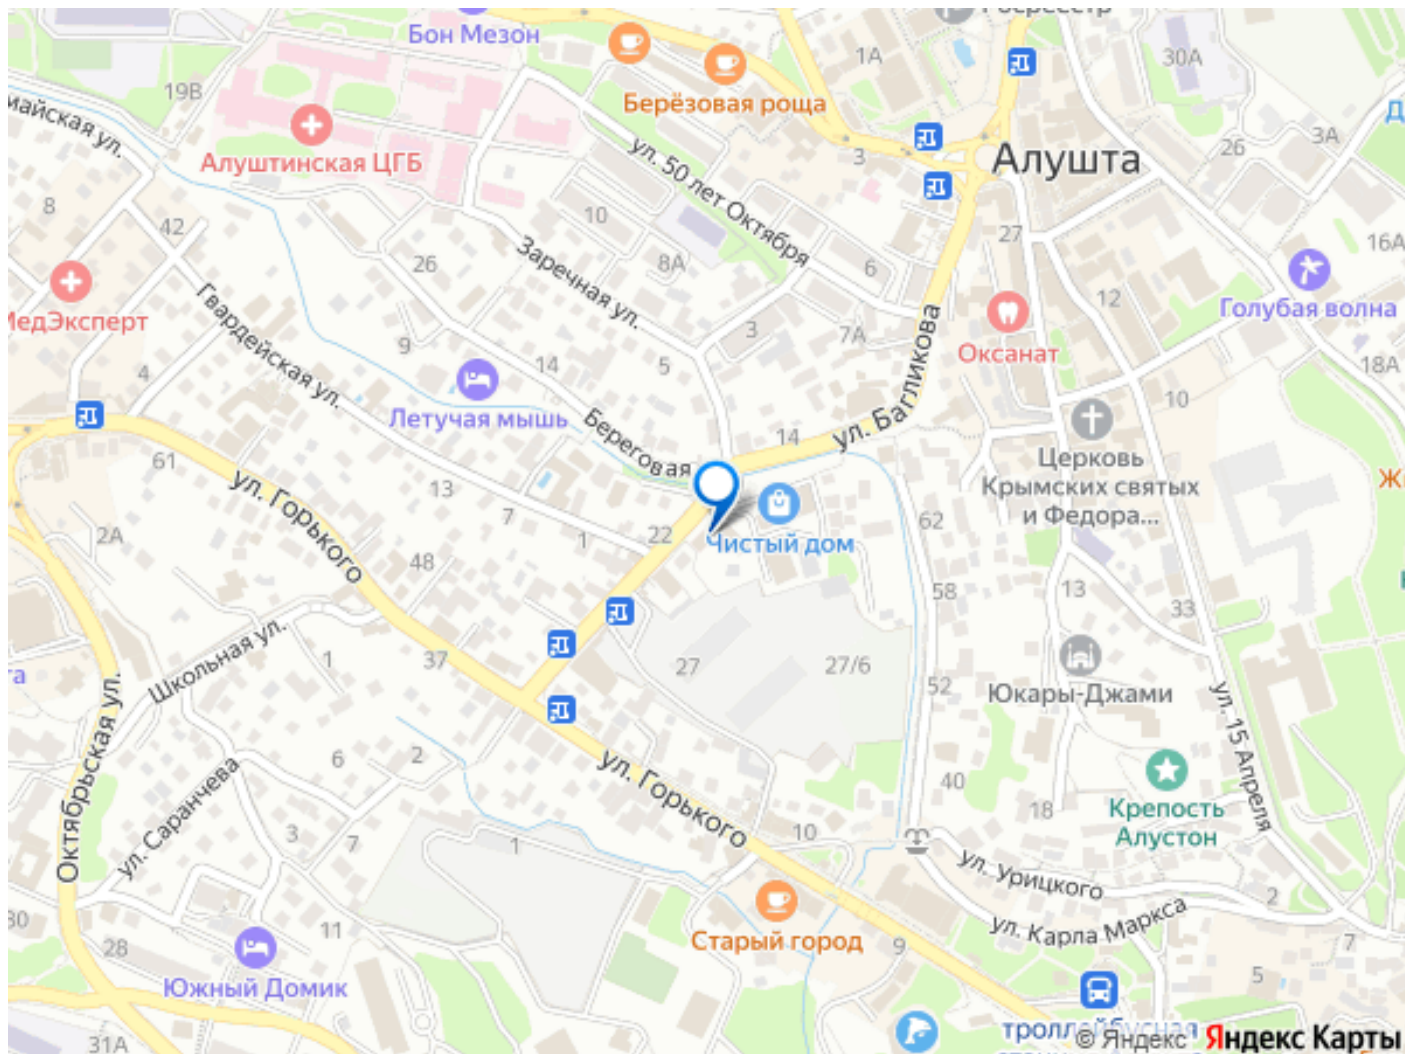 Бон Мезон
1А
30А
19В
Берёзовая роща
майская ул.
Алуштинская ЦГБ
ул. 50 лет Октября
3
Алушта
26
3А
8
42
10
Заречная ул.
8А
6
27
16А
26
12
Голубая волна
МедЭксперт
Гвардейская ул.
9
14
5
3
7А
ул. Багликова
Оксанат
18А
4
Летучая мышь
Береговая
14
10
61
ул. Горького
13
7
1
22
Чистый дом
62
Церковь
Крымских святых
и Федора...
2А
48
58
13
33
Школьная ул.
1
37
27
27/6
52
Юкары-Джами
ул. 15 Апреля
Октябрьская ул.
6
2
ул. Горького
40
18
Крепость
Алустон
ул. Саранчева
3
7
1
10
ул. Урицкого
2
ул. Карла Маркса
30
28
11
Старый город
9
7
5
Южный Домик
31А
троллейбусная
© Яндекс Яндекс Карты